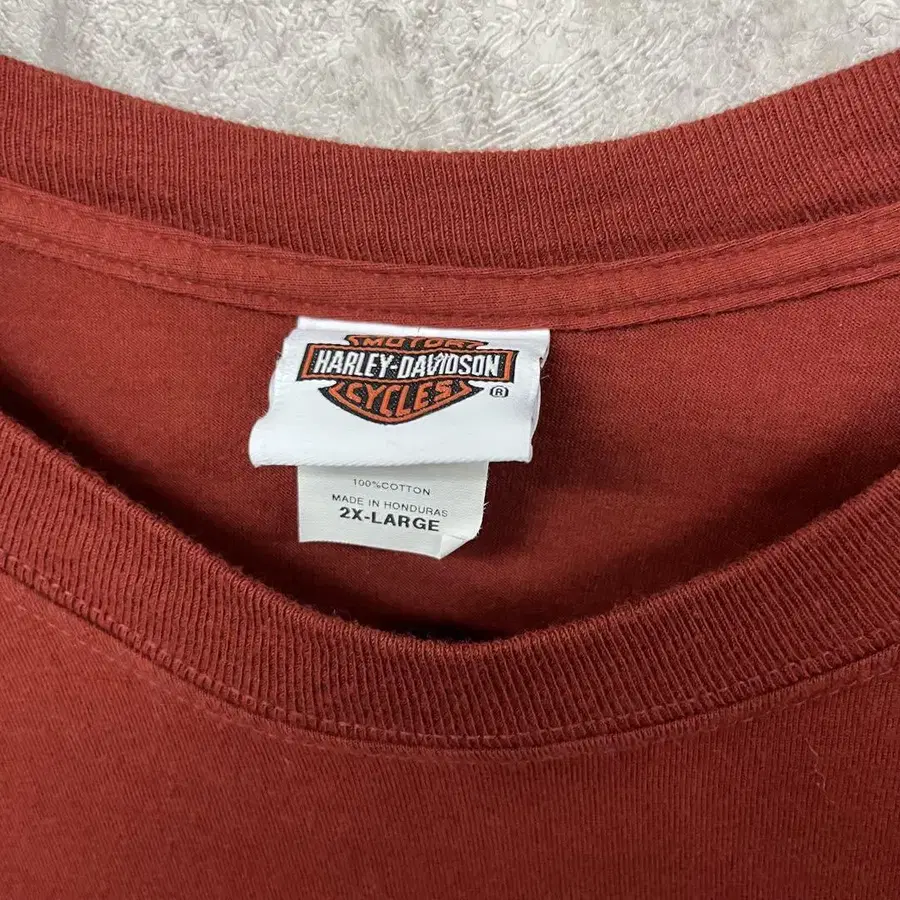 MOTOR
HARLEY-DAVIDSON
CYCLES
®
100%COTTON
MADE IN HONDURAS
2X-LARGE